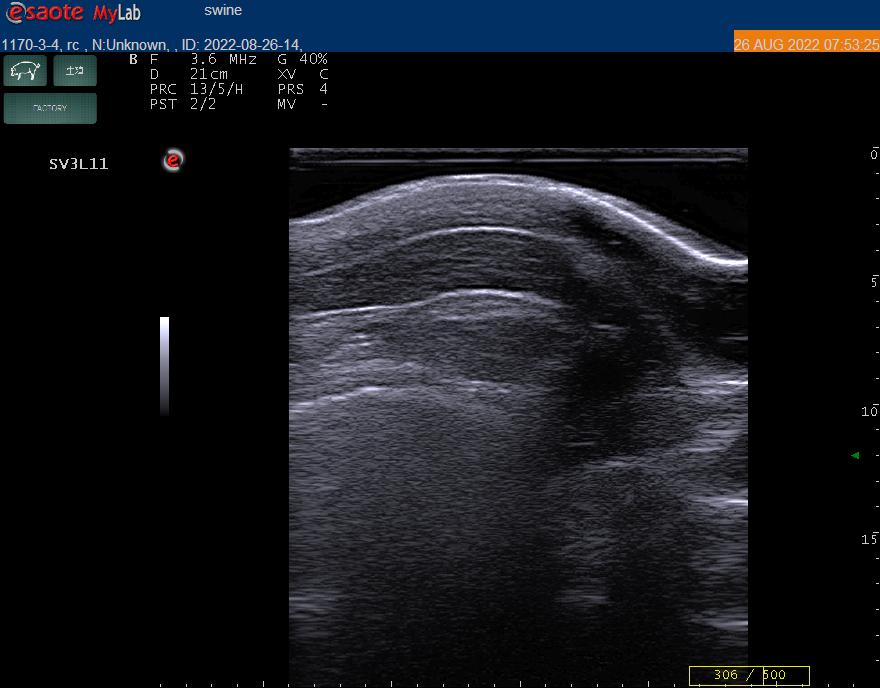 esaote MyLab
swine
1170-3-4, rc , N:Unknown, , ID: 2022-08-26-14,
26 AUG 2022 07:53:25
B F 3.6 MHz G 40%
D 21cm XV C
PRC 13/5/H PRS 4
PST 2/2 MV -
FACTORY
SV3L11
e
0
5
10
15
306 / 500